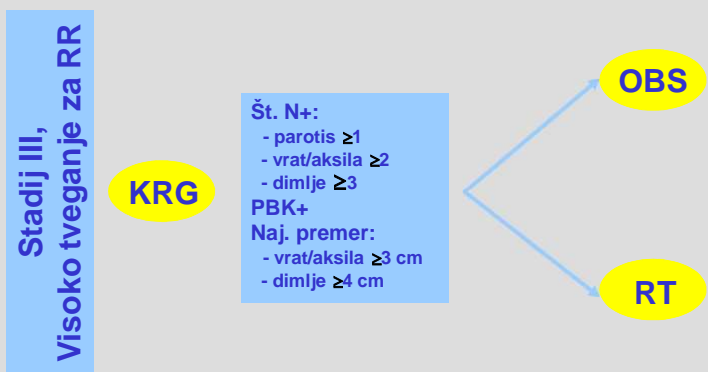 Stadij III,
Visoko tveganje za RR
KRG
Št. N+:
- parotis ≥1
- vrat/aksila ≥2
- dimlje ≥3
PBK+
Naj. premer:
- vrat/aksila ≥3 cm
- dimlje ≥4 cm
OBS
RT